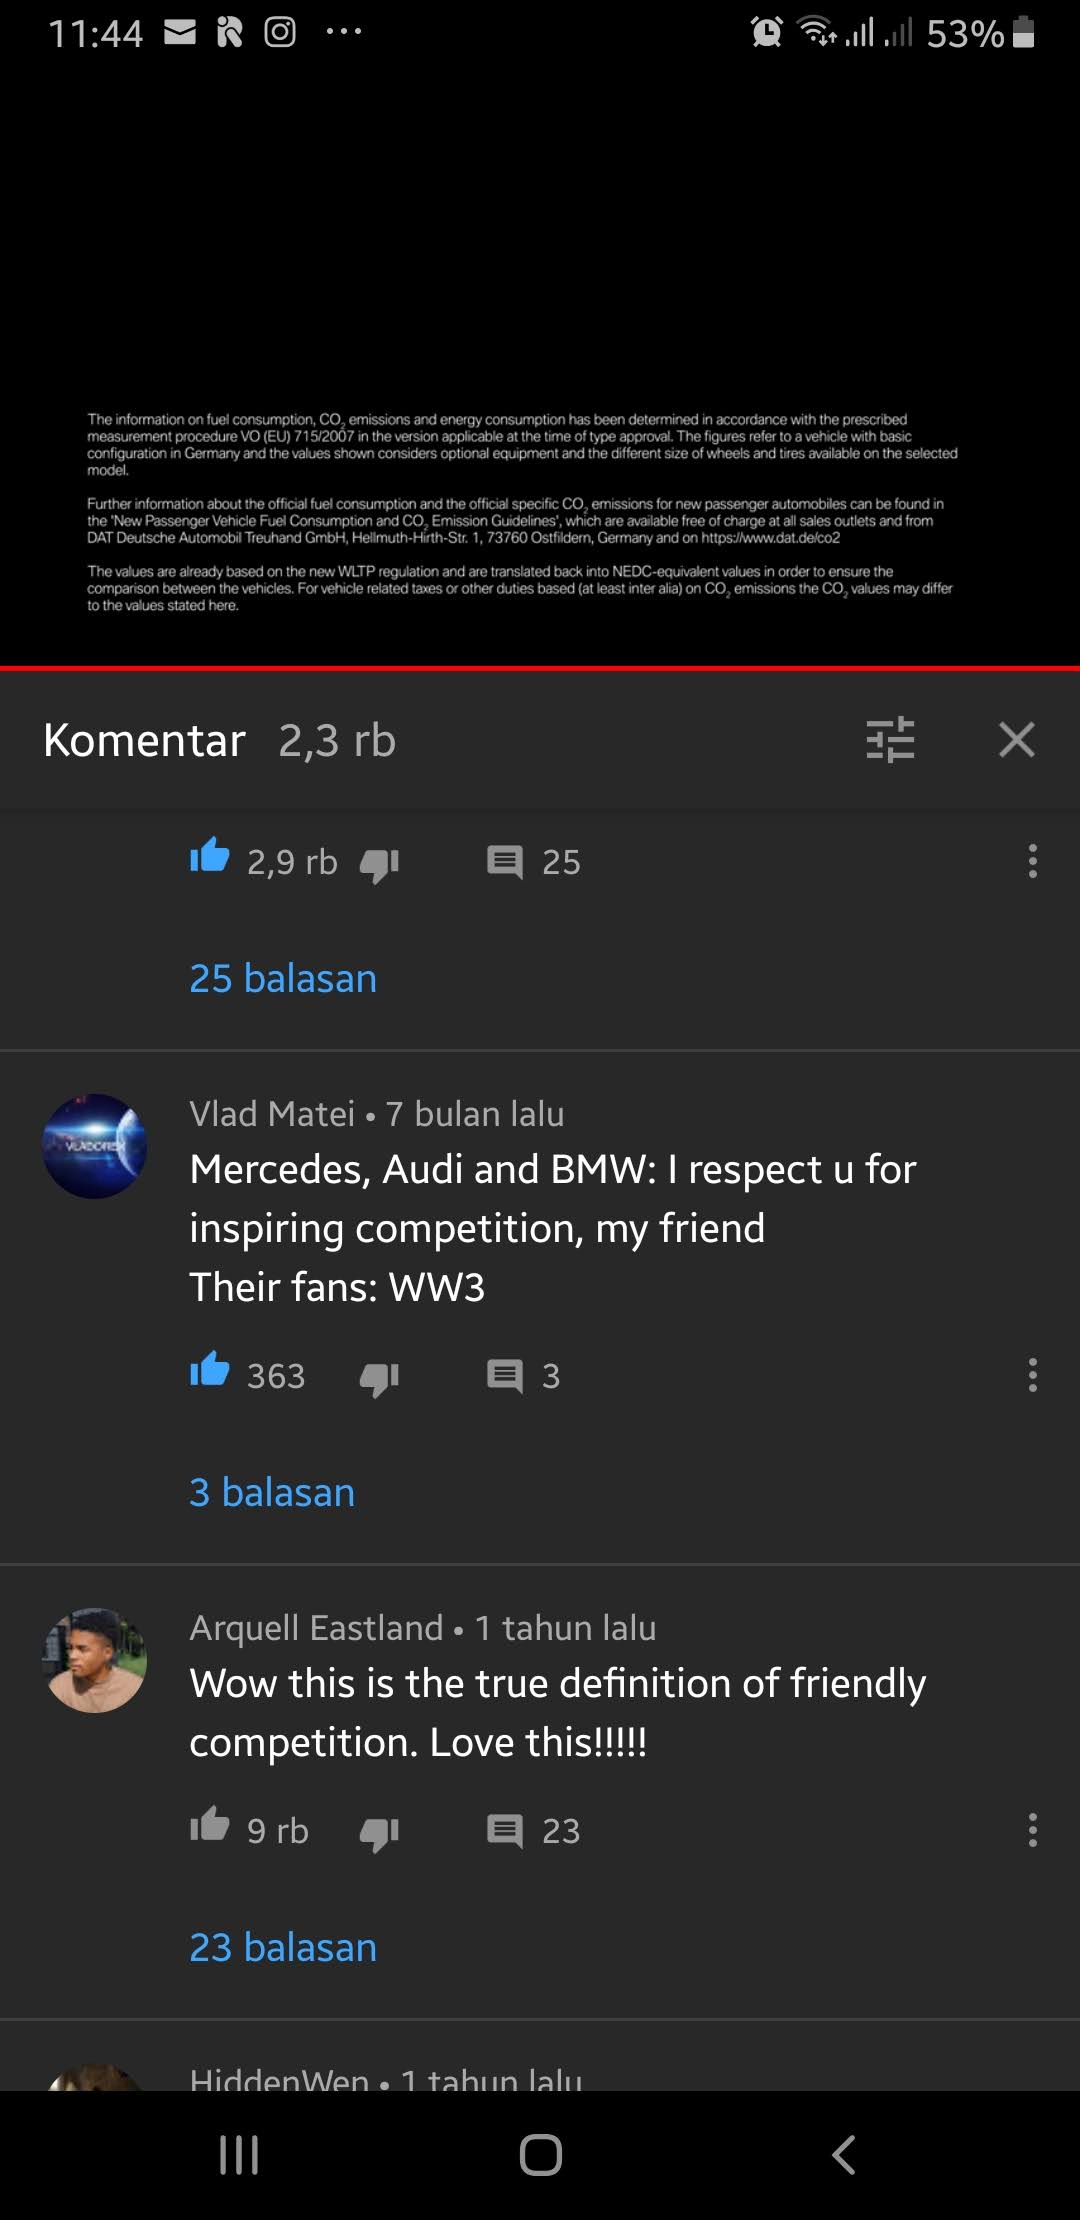 11:44
53%
The information on fuel consumption, CO₂ emissions and energy consumption has been determined in accordance with the prescribed
measurement procedure VO (EU) 715/2007 in the version applicable at the time of type approval. The figures refer to a vehicle with basic
configuration in Germany and the values shown considers optional equipment and the different size of wheels and tires available on the selected
model.
Further information about the official fuel consumption and the official specific CO₂ emissions for new passenger automobiles can be found in
the 'New Passenger Vehicle Fuel Consumption and CO₂ Emission Guidelines', which are available free of charge at all sales outlets and from
DAT Deutsche Automobil Treuhand GmbH, Hellmuth-Hirth-Str. 1, 73760 Ostfildern, Germany and on https://www.dat.de/co2
The values are already based on the new WLTP regulation and are translated back into NEDC-equivalent values in order to ensure the
comparison between the vehicles. For vehicle related taxes or other duties based (at least inter alia) on CO₂ emissions the CO₂ values may differ
to the values stated here.
Komentar 2,3 rb
2,9 rb 25
25 balasan
Vlad Matei • 7 bulan lalu
Mercedes, Audi and BMW: I respect u for
inspiring competition, my friend
Their fans: WW3
363 3
3 balasan
Arquell Eastland • 1 tahun lalu
Wow this is the true definition of friendly
competition. Love this!!!!!
9 rb 23
23 balasan
HiddenWen • 1 tahun lalu